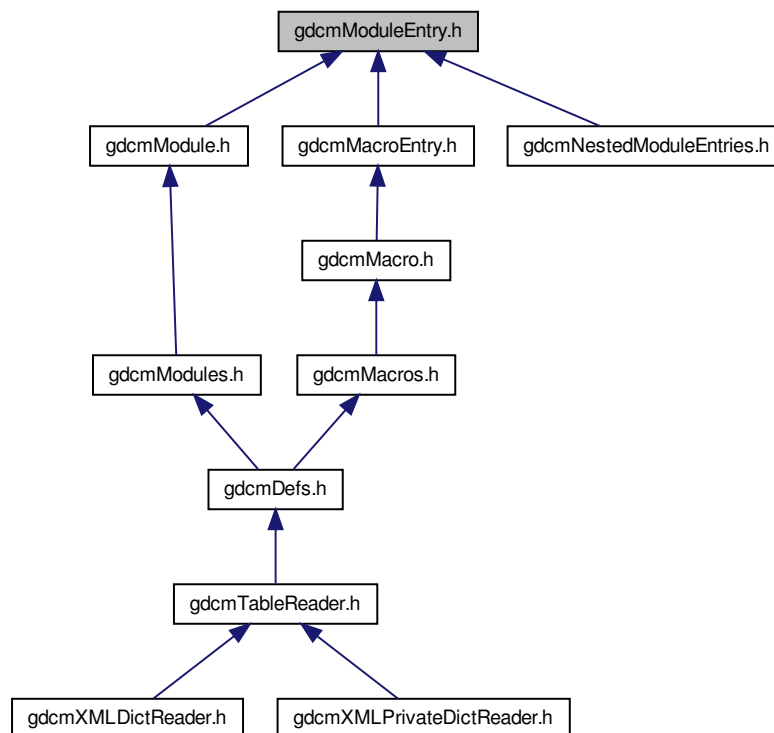 gdcmModuleEntry.h
gdcmModule.h
gdcmMacroEntry.h
gdcmNestedModuleEntries.h
gdcmMacro.h
gdcmModules.h
gdcmMacros.h
gdcmDefs.h
gdcmTableReader.h
gdcmXMLDictReader.h
gdcmXMLPrivateDictReader.h